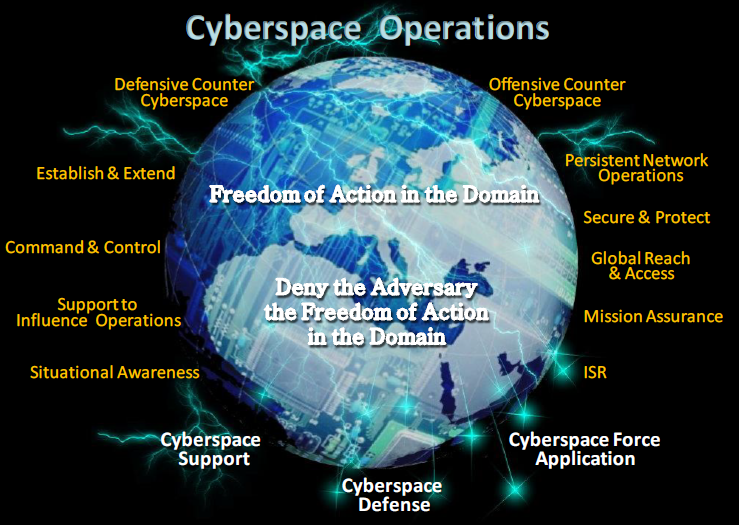 Cyberspace Operations
Defensive Counter
Cyberspace
Offensive Counter
Cyberspace
Establish & Extend
Persistent Network
Operations
Freedom of Action in the Domain
Secure & Protect
Command & Control
Global Reach
& Access
Deny the Adversary
the Freedom of Action
in the Domain
Support to
Influence Operations
Mission Assurance
Situational Awareness
ISR
Cyberspace
Support
Cyberspace Force
Application
Cyberspace
Defense